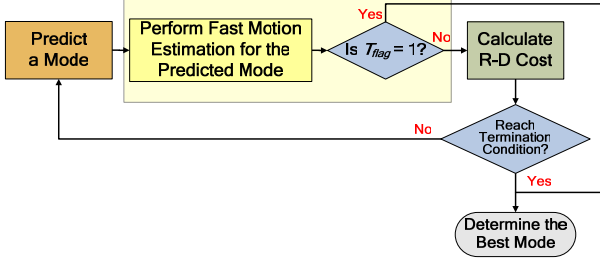 Predict
a Mode
Perform Fast Motion
Estimation for the
Predicted Mode
Yes
Is Tflag = 1?
No
Calculate
R-D Cost
No
Reach
Termination
Condition?
Yes
Determine the
Best Mode